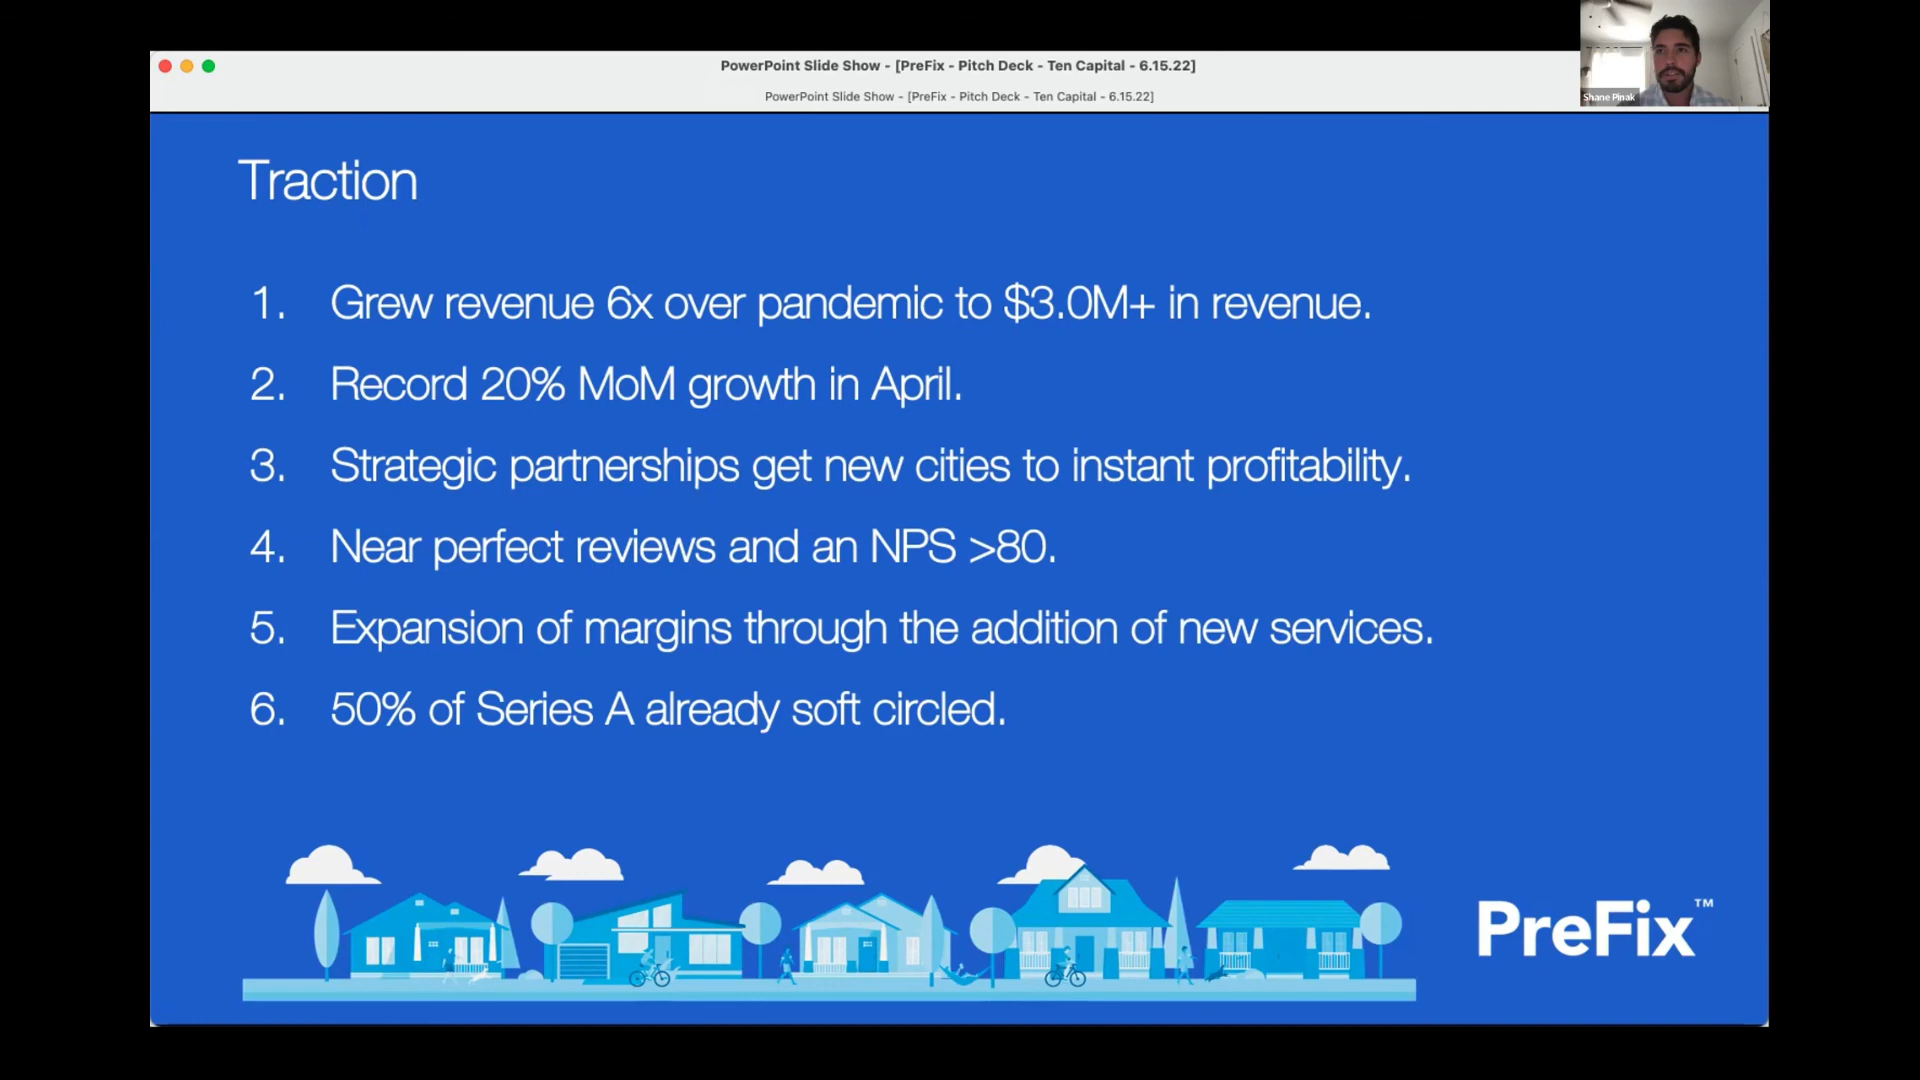 PowerPoint Slide Show - [PreFix - Pitch Deck - Ten Capital - 6.15.22]
PowerPoint Slide Show - [PreFix - Pitch Deck - Ten Capital - 6.15.22]
Shane Pinak
Traction
1. Grew revenue 6x over pandemic to $3.0M+ in revenue.
2. Record 20% MoM growth in April.
3. Strategic partnerships get new cities to instant profitability.
4. Near perfect reviews and an NPS >80.
5. Expansion of margins through the addition of new services.
6. 50% of Series A already soft circled.
PreFix™